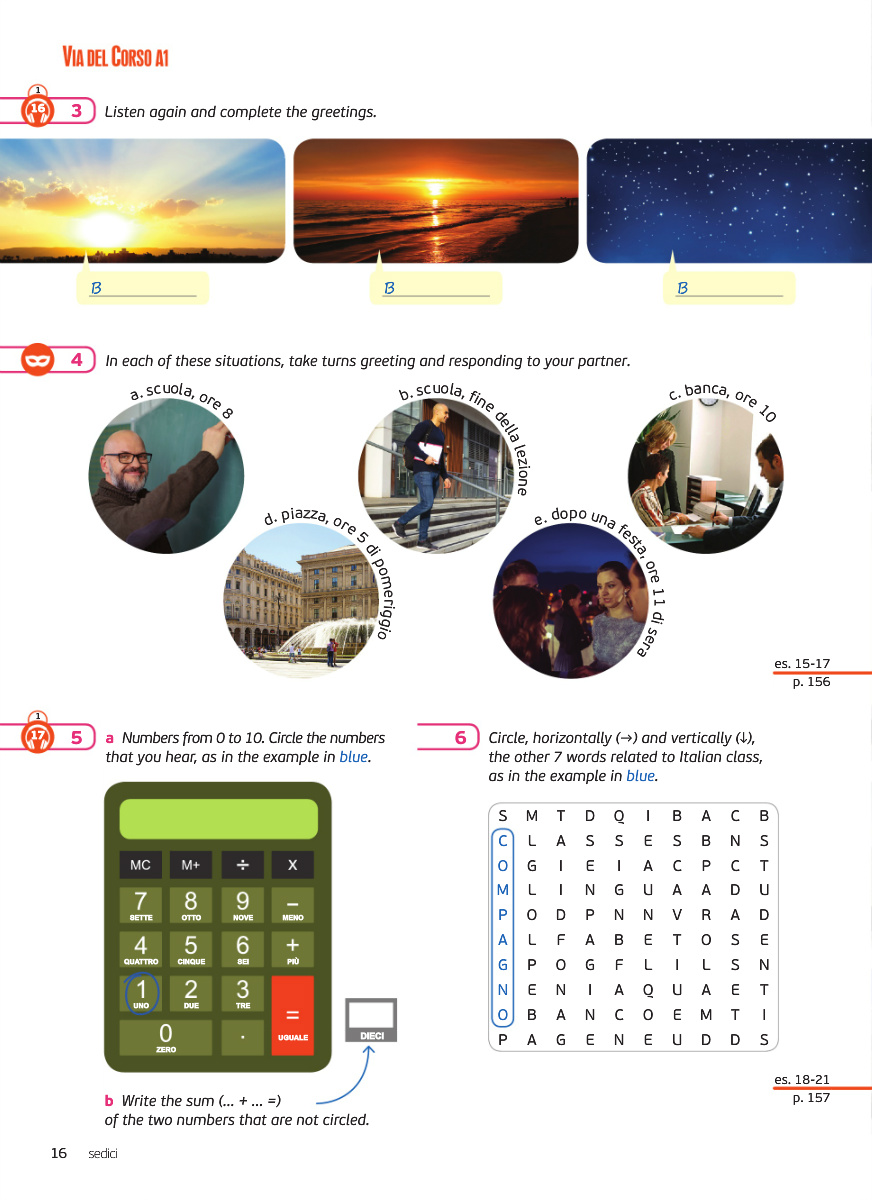 VIA DEL CORSO A1
1
16
3 Listen again and complete the greetings.
B
B
B
4 In each of these situations, take turns greeting and responding to your partner.
a. scuola, ore 8
b. scuola, fine della lezione
c. banca, ore 10
d. piazza, ore 5 di pomeriggio
e. dopo una festa, ore 11 di sera
es. 15-17
p. 156
1
17
5 a Numbers from 0 to 10. Circle the numbers
that you hear, as in the example in blue.
MC M+ ÷ X
7 8 9 –
SETTE OTTO NOVE MENO
4 5 6 +
QUATTRO CINQUE SEI PIÙ
1 2 3 =
UNO DUE TRE UGUALE
0 .
ZERO
DIECI
b Write the sum (... + ... =)
of the two numbers that are not circled.
6 Circle, horizontally (→) and vertically (↓),
the other 7 words related to Italian class,
as in the example in blue.
S M T D Q I B A C B
C L A S S E S B N S
O G I E I A C P C T
M L I N G U A A D U
P O D P N N V R A D
A L F A B E T O S E
G P O G F L I L S N
N E N I A Q U A E T
O B A N C O E M T I
P A G E N E U D D S
es. 18-21
p. 157
16 sedici